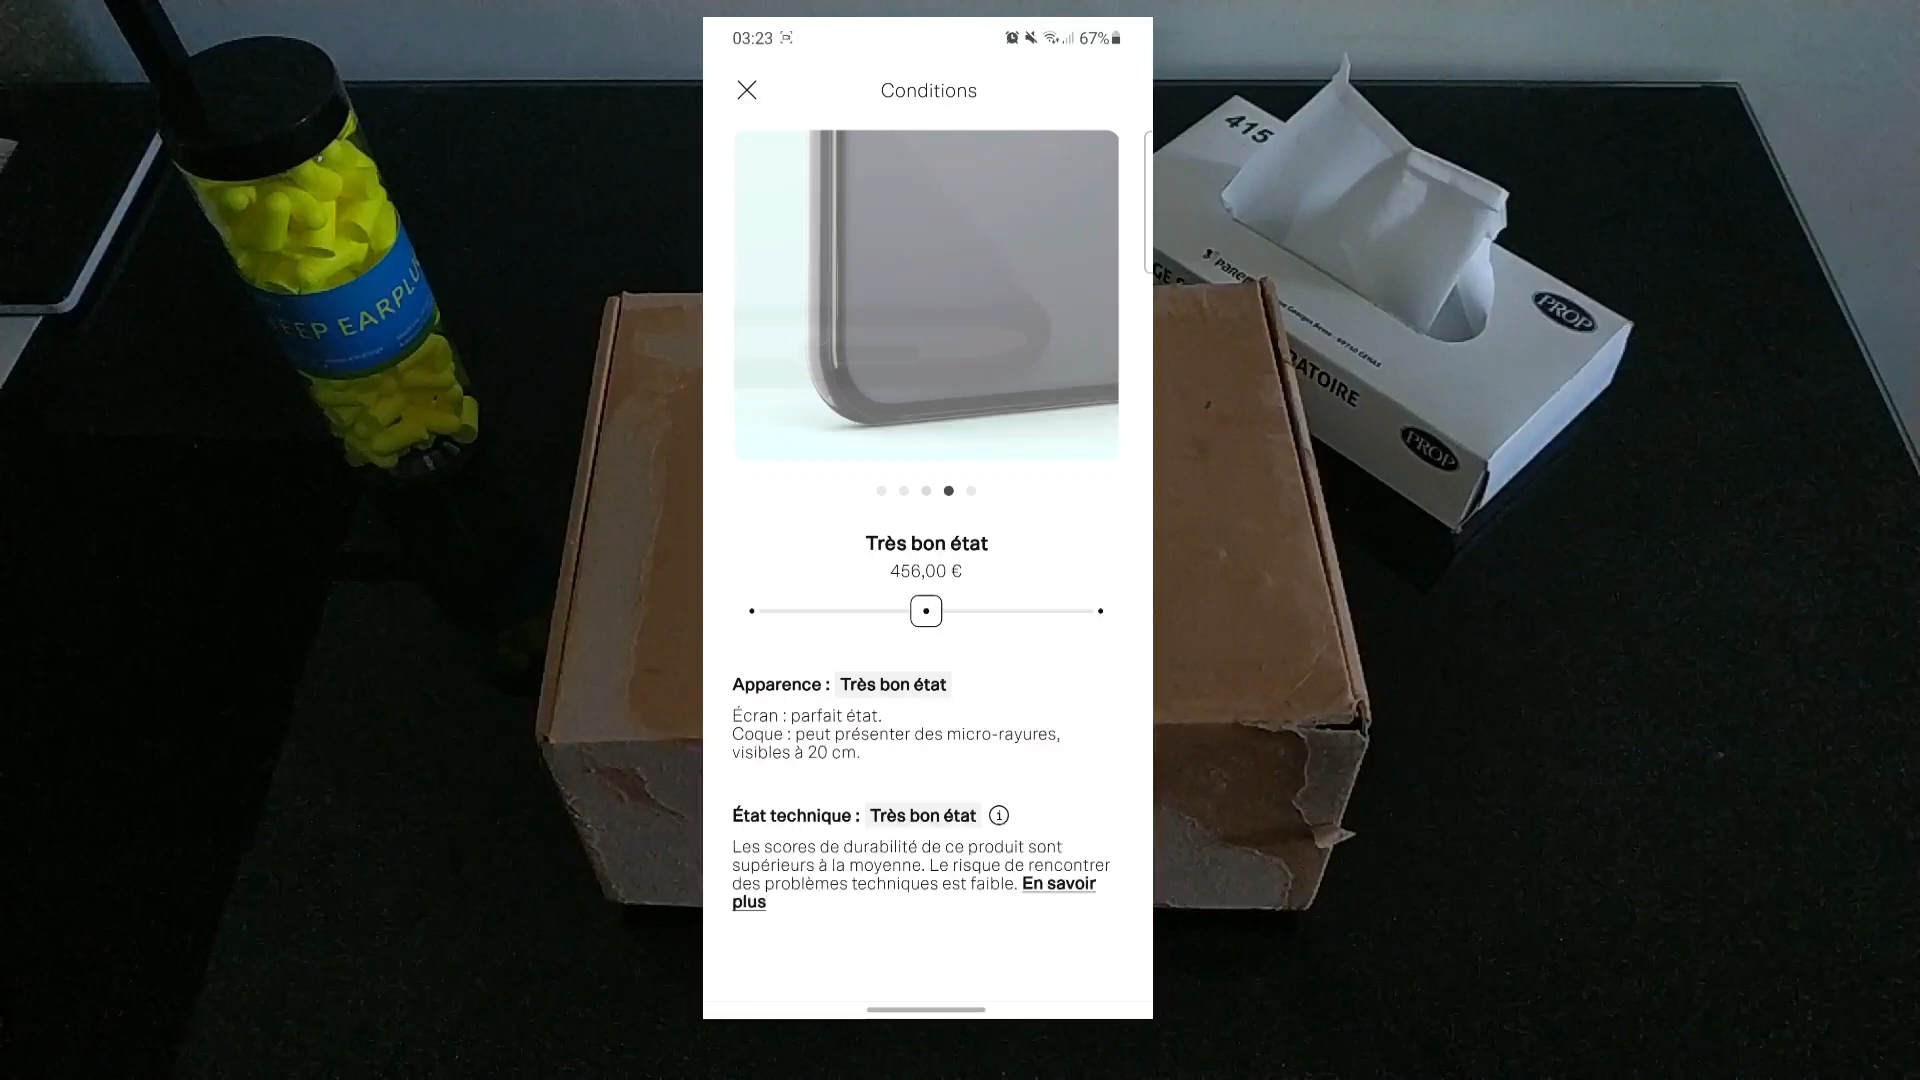 03:23
67%
Conditions
Très bon état
456,00 €
Apparence : Très bon état
Écran : parfait état.
Coque : peut présenter des micro-rayures,
visibles à 20 cm.
État technique : Très bon état
Les scores de durabilité de ce produit sont
supérieurs à la moyenne. Le risque de rencontrer
des problèmes techniques est faible. En savoir
plus
EEP EARPLU
415
PROP
PROP
RATOIRE